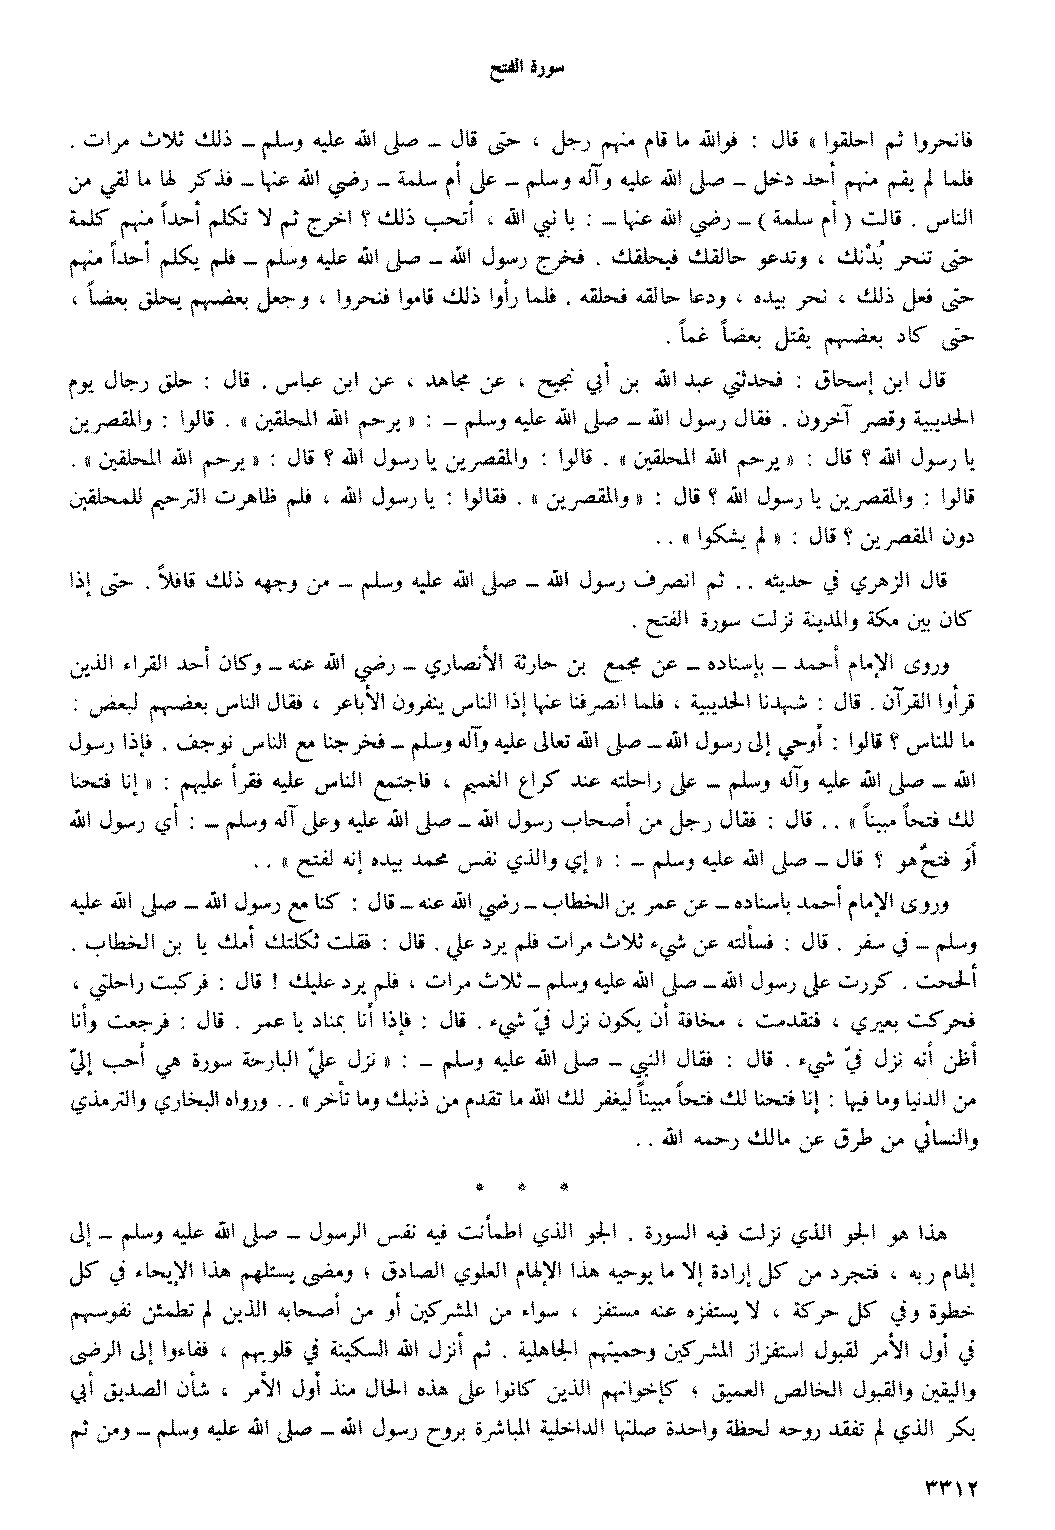 سورة الفتح
فانحروا ثم احلقوا » قال : فوالله ما قام منهم رجل ، حتى قال – صلى الله عليه وسلم – ذلك ثلاث مرات .
فلما لم يقم منهم أحد دخل – صلى الله عليه وآله وسلم – على أم سلمة – رضي الله عنها – فذكر لها ما لقي من
الناس . قالت ( أم سلمة ) – رضي الله عنها – : يا نبي الله ، أتحب ذلك ؟ اخرج ثم لا تكلم أحداً منهم كلمة
حتى تنحر بُدْنك ، وتدعو حالقك فيحلقك . فخرج رسول الله – صلى الله عليه وسلم – فلم يكلم أحداً منهم
حتى فعل ذلك ، نحر بيده ، ودعا حالقه فحلقه . فلما رأوا ذلك قاموا فنحروا ، وجعل بعضهم يحلق بعضاً ،
حتى كاد بعضهم يقتل بعضاً غماً .
قال ابن إسحاق : فحدثني عبد الله بن أبي نجيح ، عن مجاهد ، عن ابن عباس . قال : حلق رجال يوم
الحديبية وقصر آخرون . فقال رسول الله – صلى الله عليه وسلم – : « يرحم الله المحلقين » . قالوا : والمقصرين
يا رسول الله ؟ قال : « يرحم الله المحلقين » . قالوا : والمقصرين يا رسول الله ؟ قال : « يرحم الله المحلقين » .
قالوا : والمقصرين يا رسول الله ؟ قال : « والمقصرين » . فقالوا : يا رسول الله ، فلم ظاهرت الترحيم للمحلقين
دون المقصرين ؟ قال : « لم يشكوا » . .
قال الزهري في حديثه . . ثم انصرف رسول الله – صلى الله عليه وسلم – من وجهه ذلك قافلاً . حتى إذا
كان بين مكة والمدينة نزلت سورة الفتح .
وروى الإمام أحمد – بإسناده – عن مجمع بن حارثة الأنصاري – رضي الله عنه – وكان أحد القراء الذين
قرأوا القرآن . قال : شهدنا الحديبية ، فلما انصرفنا عنها إذا الناس ينفرون الأباعر ، فقال الناس بعضهم لبعض :
ما للناس ؟ قالوا : أُوحي إلى رسول الله – صلى الله تعالى عليه وآله وسلم – فخرجنا مع الناس نوجف . فإذا رسول
الله – صلى الله عليه وآله وسلم – على راحلته عند كراع الغميم ، فاجتمع الناس عليه فقرأ عليهم : « إنا فتحنا
لك فتحاً مبيناً » . . قال : فقال رجل من أصحاب رسول الله – صلى الله عليه وعلى آله وسلم – : أي رسول الله
أَوَ فتحٌ هو ؟ قال – صلى الله عليه وسلم – : « إي والذي نفس محمد بيده إنه لفتح » . .
وروى الإمام أحمد باسناده – عن عمر بن الخطاب – رضي الله عنه – قال : كنا مع رسول الله – صلى الله عليه
وسلم – في سفر . قال : فسألته عن شيء ثلاث مرات فلم يرد علي . قال : فقلت ثكلتك أمك يا بن الخطاب .
ألححت . كررت على رسول الله – صلى الله عليه وسلم – ثلاث مرات ، فلم يرد عليك ! قال : فركبت راحلتي ،
فحركت بعيري ، فتقدمت ، مخافة أن يكون نزل فيّ شيء . قال : فإذا أنا بمناد يا عمر . قال : فرجعت وأنا
أظن أنه نزل فيّ شيء . قال : فقال النبي – صلى الله عليه وسلم – : « نزل عليّ البارحة سورة هي أحب إليّ
من الدنيا وما فيها : إنا فتحنا لك فتحاً مبيناً ليغفر لك الله ما تقدم من ذنبك وما تأخر » . . ورواه البخاري والترمذي
والنسائي من طرق عن مالك رحمه الله . .
* * *
هذا هو الجو الذي نزلت فيه السورة . الجو الذي اطمأنت فيه نفس الرسول – صلى الله عليه وسلم – إلى
إلهام ربه ، فتجرد من كل إرادة إلا ما يوحيه هذا الإلهام العلوي الصادق ؛ ومضى يستلهم هذا الإيحاء في كل
خطوة وفي كل حركة ، لا يستفزه عنه مستفز ، سواء من المشركين أو من أصحابه الذين لم تطمئن نفوسهم
في أول الأمر لقبول استفزاز المشركين وحميتهم الجاهلية . ثم أنزل الله السكينة في قلوبهم ، ففاءوا إلى الرضى
واليقين والقبول الخالص العميق ؛ كإخوانهم الذين كانوا على هذه الحال منذ أول الأمر ، شأن الصديق أبي
بكر الذي لم تفقد روحه لحظة واحدة صلتها الداخلية المباشرة بروح رسول الله – صلى الله عليه وسلم – ومن ثم
٣٣١٢